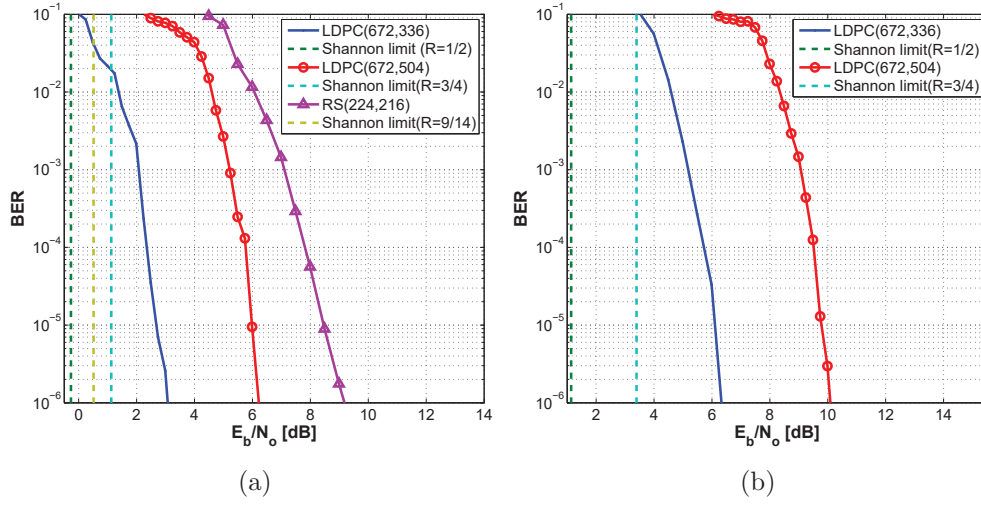 10^-1
10^-2
10^-3
10^-4
10^-5
10^-6
BER
0 2 4 6 8 10 12 14
E_b/N_o [dB]
LDPC(672,336)
Shannon limit (R=1/2)
LDPC(672,504)
Shannon limit(R=3/4)
RS(224,216)
Shannon limit(R=9/14)
(a)
10^-1
10^-2
10^-3
10^-4
10^-5
10^-6
BER
2 4 6 8 10 12 14
E_b/N_o [dB]
LDPC(672,336)
Shannon limit (R=1/2)
LDPC(672,504)
Shannon limit(R=3/4)
(b)